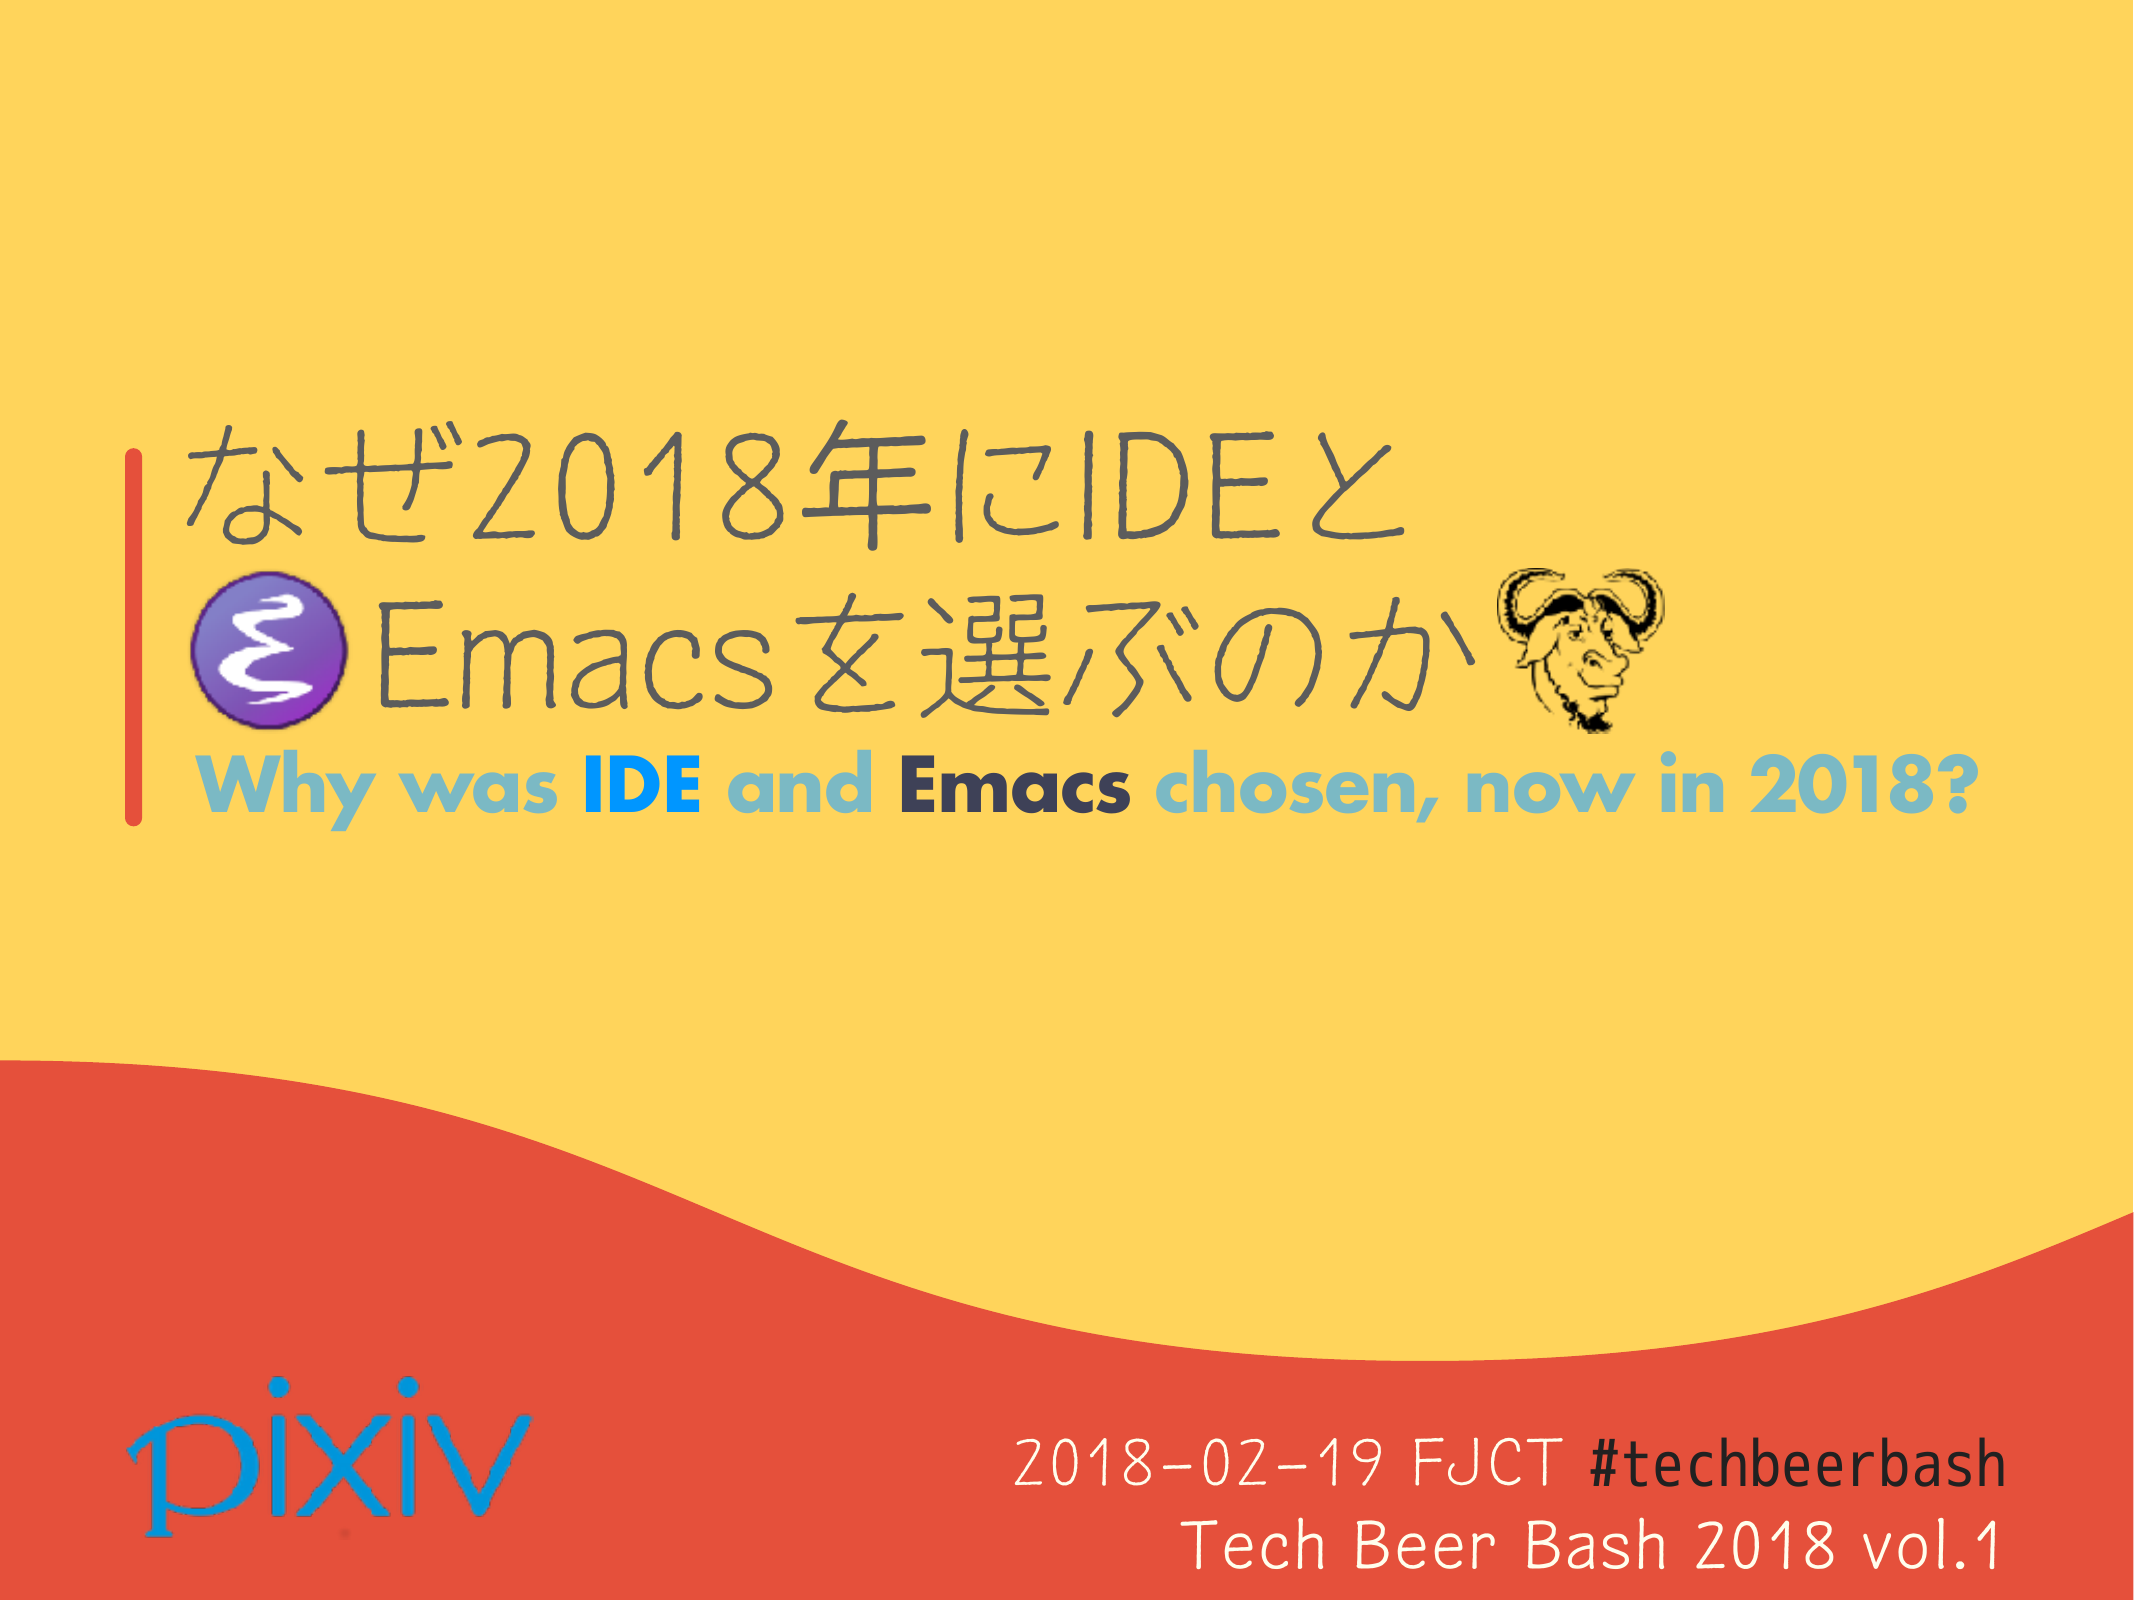 なぜ2018年にIDEと
Emacsを選ぶのか
Why was IDE and Emacs chosen, now in 2018?
pixiv
2018-02-19 FJCT #techbeerbash
Tech Beer Bash 2018 vol.1